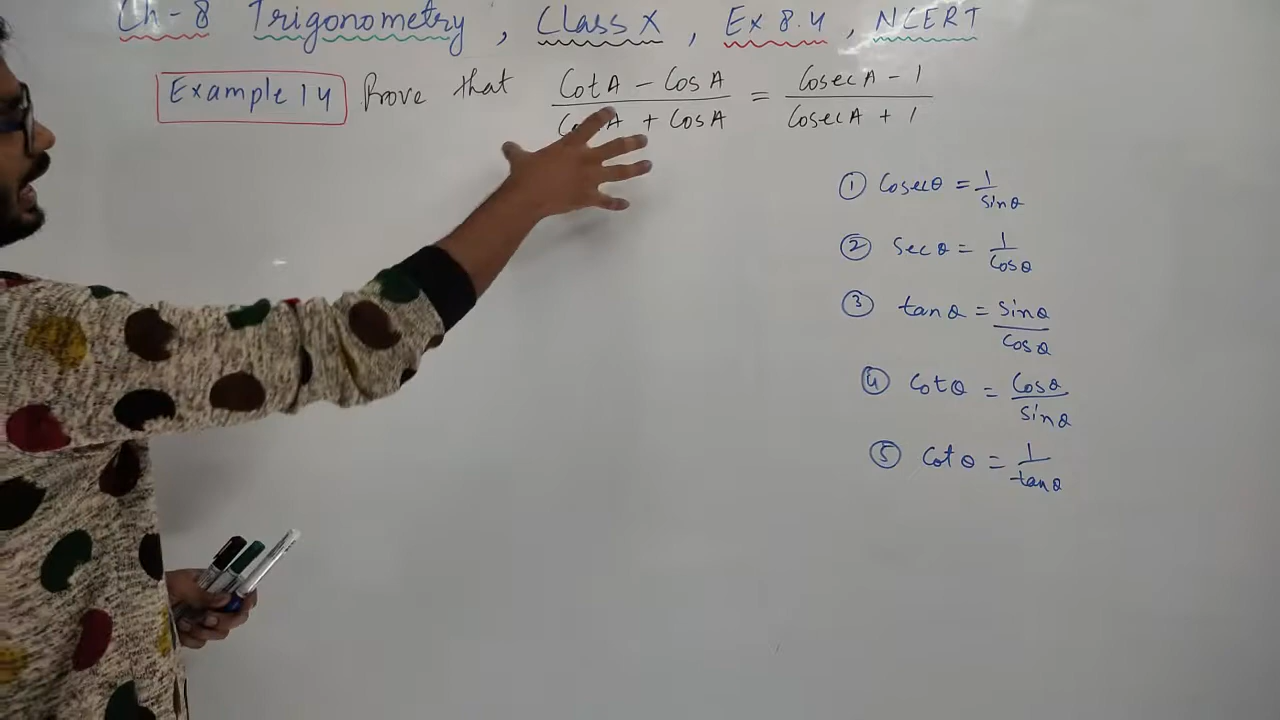 Ch-8 Trigonometry, Class X, Ex 8.4, NCERT
Example 14 Prove that CotA - CosA / + CosA = CosecA - 1 / CosecA + 1
① Cosecθ = 1/sinθ
② Secθ = 1/Cosθ
③ tanθ = sinθ/Cosθ
④ Cotθ = Cosθ/sinθ
⑤ Cotθ = 1/tanθ